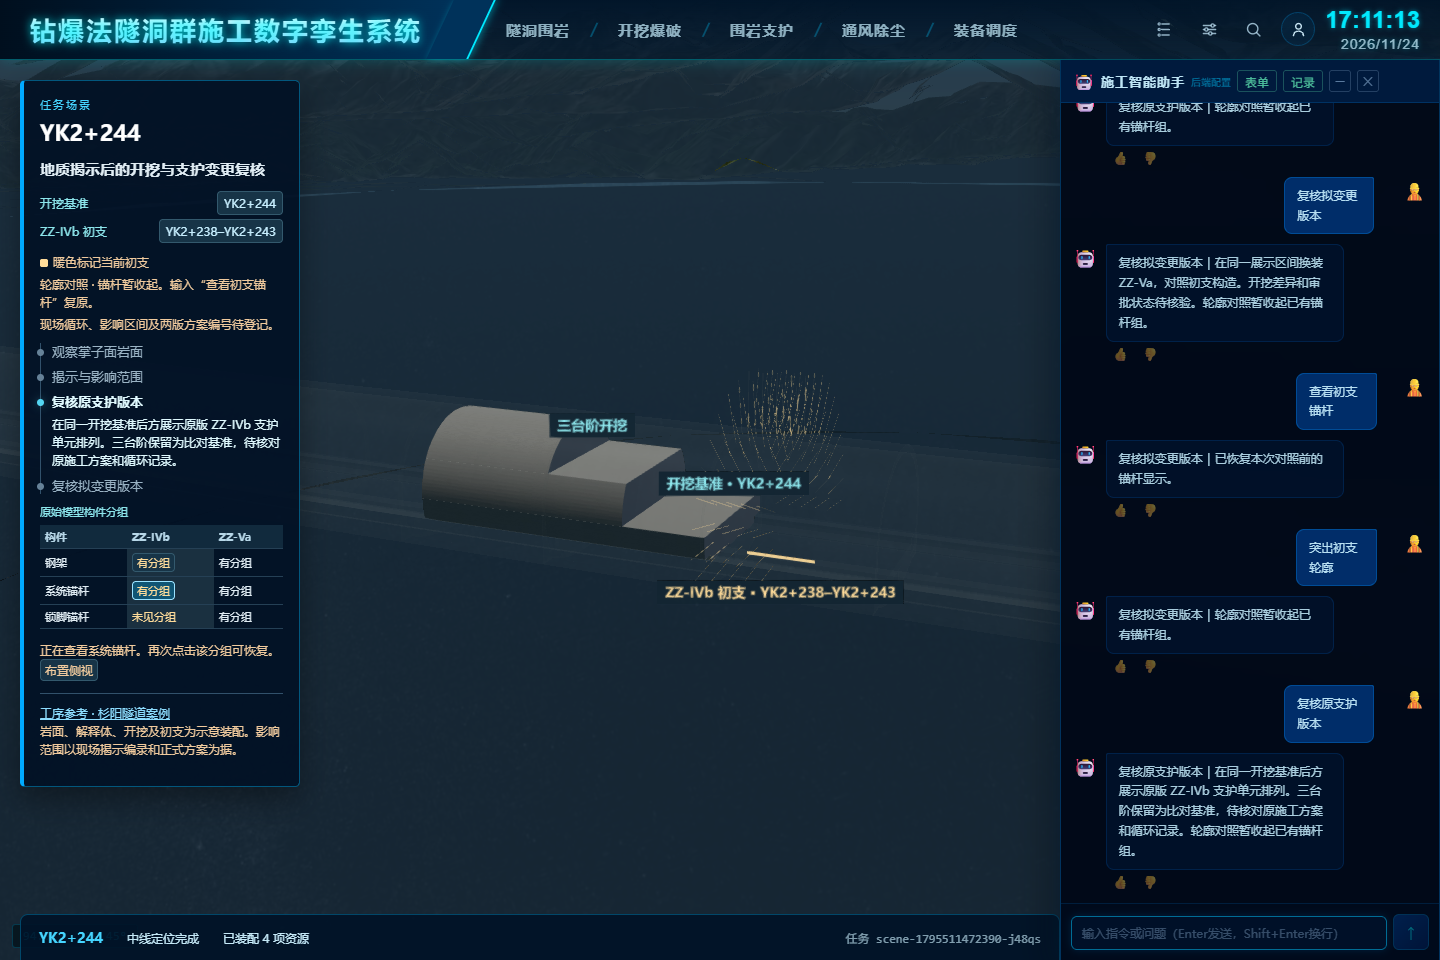 钻爆法隧洞群施工数字孪生系统
隧洞围岩 / 开挖爆破 / 围岩支护 / 通风除尘 / 装备调度
17:11:13
2026/11/24
任务场景
YK2+244
地质揭示后的开挖与支护变更复核
开挖基准 YK2+244
ZZ-IVb 初支 YK2+238—YK2+243
暖色标记当前初支
轮廓对照 · 锚杆暂收起。输入“查看初支锚
杆”复原。
现场循环、影响区间及两版方案编号待登记。
观察掌子面岩面
揭示与影响范围
复核原支护版本
在同一开挖基准后方展示原版 ZZ-IVb 支护
单元排列。三台阶保留为比对基准，待核对
原施工方案和循环记录。
复核拟变更版本
原始模型构件分组
构件 ZZ-IVb ZZ-Va
钢架 有分组 有分组
系统锚杆 有分组 有分组
锁脚锚杆 未见分组 有分组
正在查看系统锚杆。再次点击该分组可恢复。
布置侧视
工序参考 · 杉阳隧道案例
岩面、解释体、开挖及初支为示意装配。影响
范围以现场揭示编录和正式方案为据。
三台阶开挖
开挖基准 • YK2+244
ZZ-IVb 初支 • YK2+238—YK2+243
YK2+244 中线定位完成 已装配 4 项资源
任务 scene-1795511472390-j48qs
施工智能助手 后端配置 表单 记录
复核原支护版本 | 轮廓对照暂收起已
有锚杆组。
复核拟变更
版本
复核拟变更版本 | 在同一展示区间换装
ZZ-Va，对照初支构造。开挖差异和审
批状态待核验。轮廓对照暂收起已有锚
杆组。
查看初支
锚杆
复核拟变更版本 | 已恢复本次对照前的
锚杆显示。
突出初支
轮廓
复核拟变更版本 | 轮廓对照暂收起已
有锚杆组。
复核原支护
版本
复核原支护版本 | 在同一开挖基准后方
展示原版 ZZ-IVb 支护单元排列。三台
阶保留为比对基准，待核对原施工方案
和循环记录。轮廓对照暂收起已有锚杆
组。
输入指令或问题（Enter发送，Shift+Enter换行）